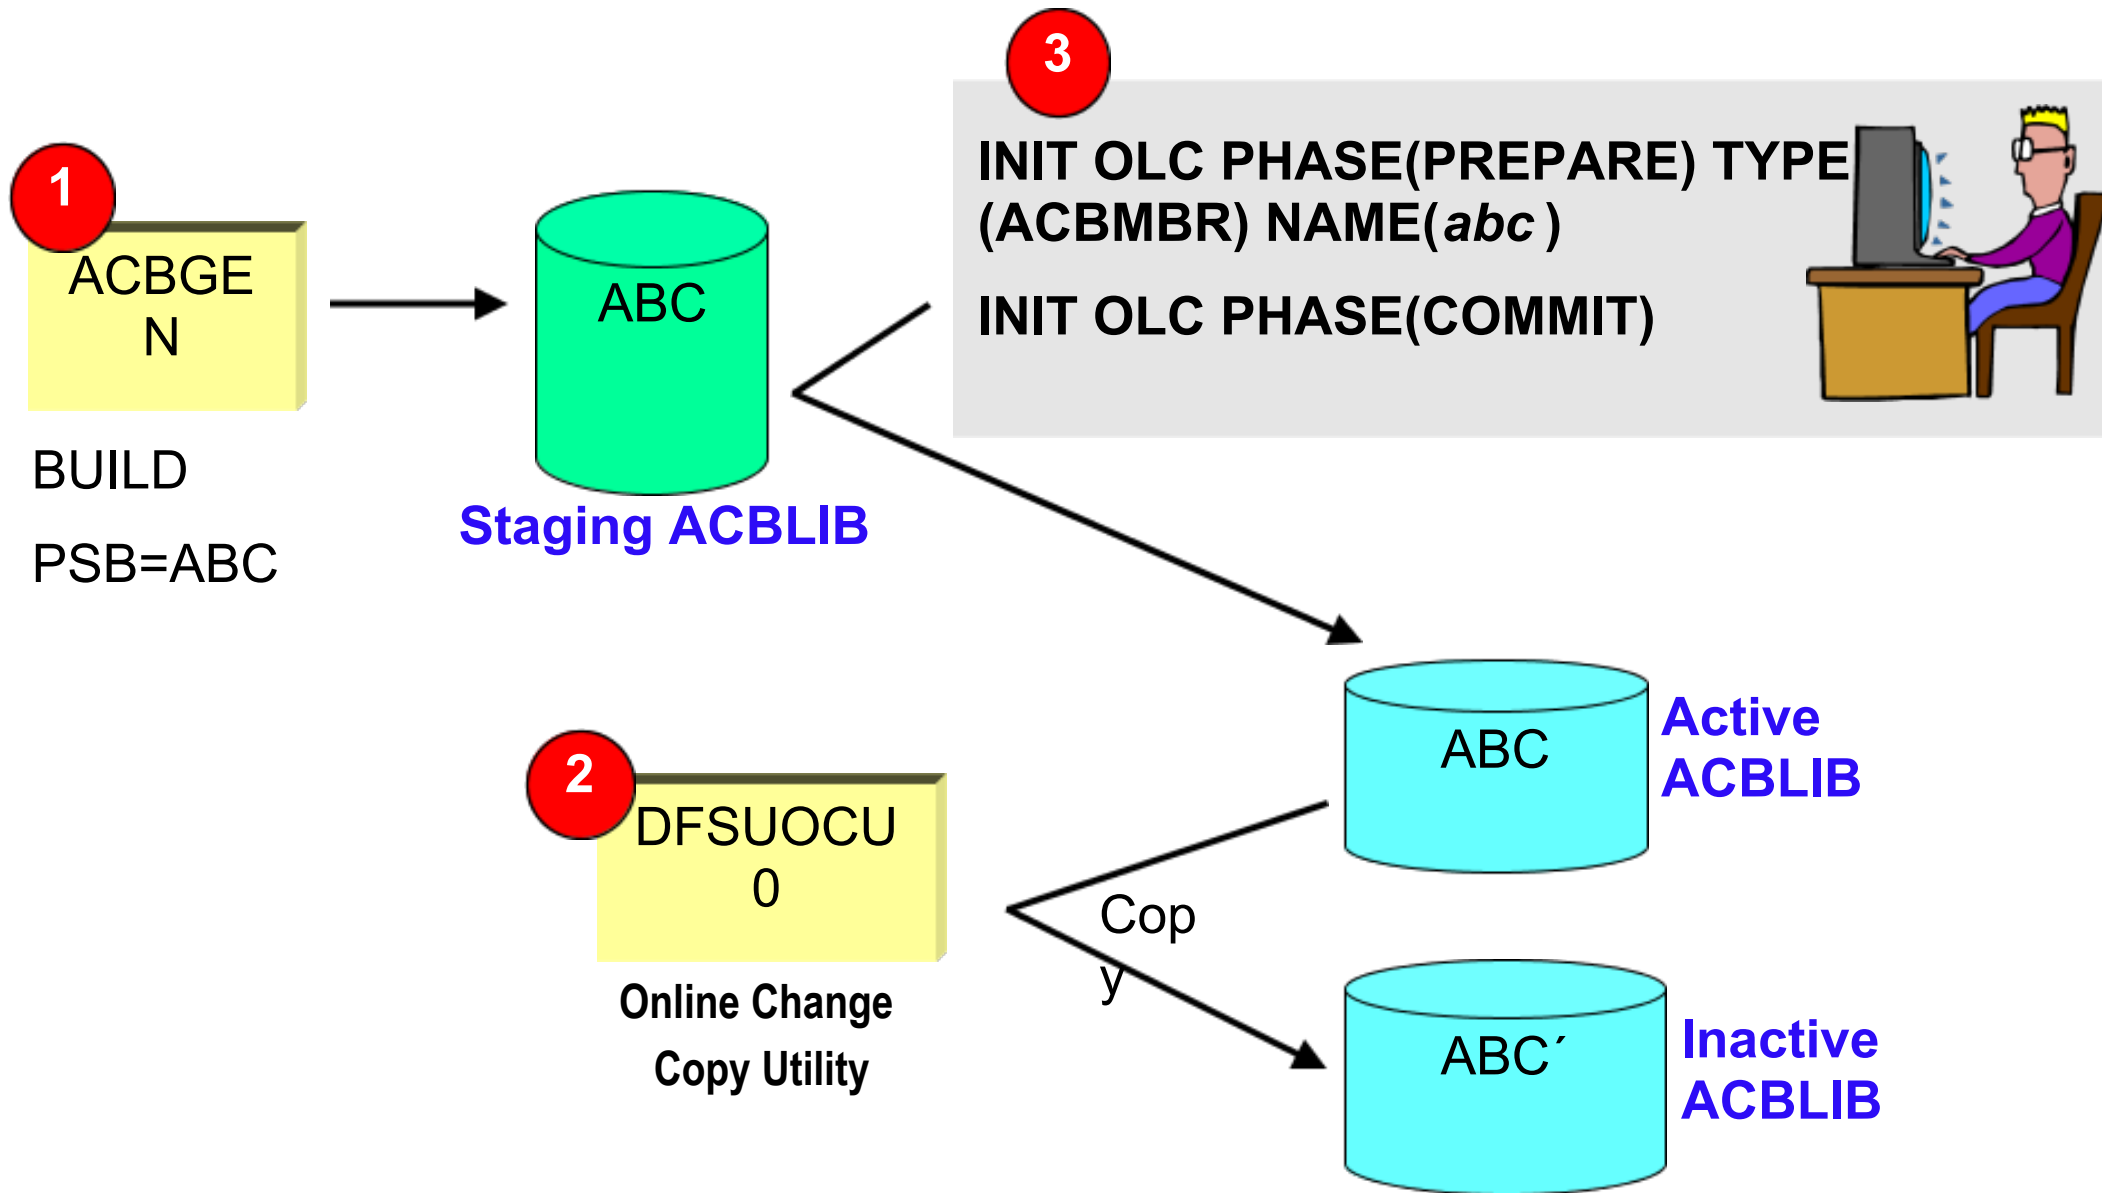 1
ACBGE
N
BUILD
PSB=ABC
ABC
Staging ACBLIB
3
INIT OLC PHASE(PREPARE) TYPE
(ACBMBR) NAME(abc )
INIT OLC PHASE(COMMIT)
2
DFSUOCU
0
Online Change
Copy Utility
Cop
y
ABC
Active
ACBLIB
ABC´
Inactive
ACBLIB